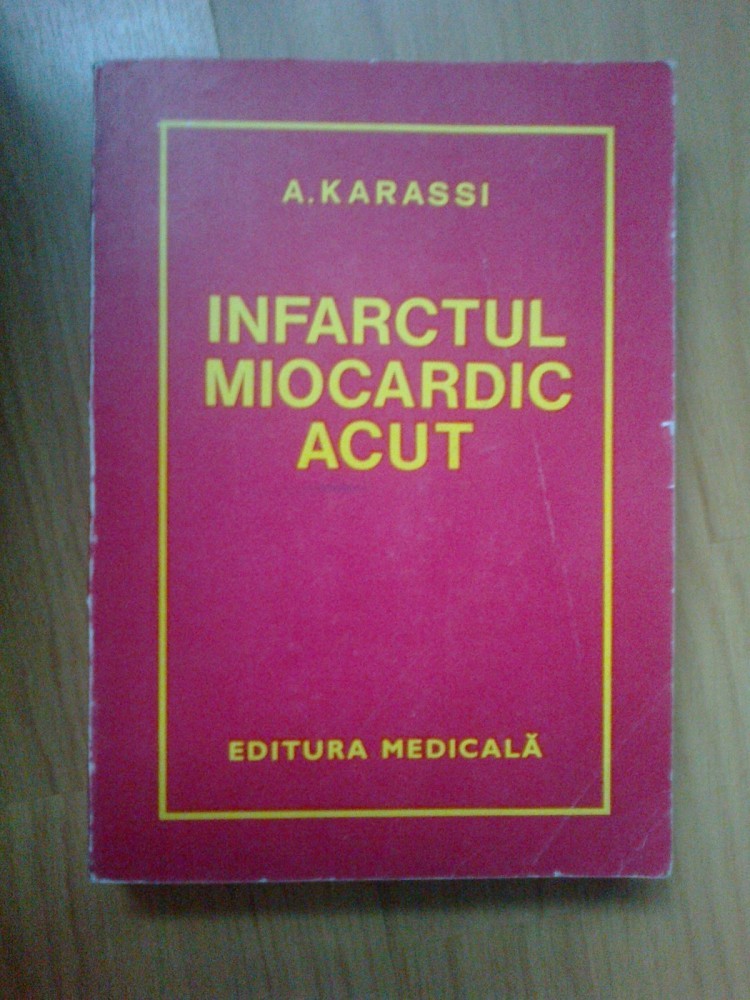 A. KARASSI
INFARCTUL
MIOCARDIC
ACUT
EDITURA MEDICALĂ